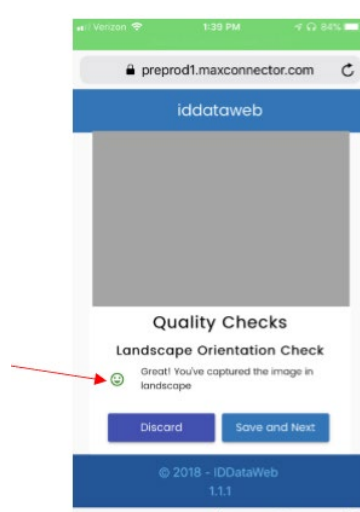 Verizon 1:39 PM 84%
preprod1.maxconnector.com
iddataweb
Quality Checks
Landscape Orientation Check
Great! You've captured the image in
landscape
Discard Save and Next
© 2018 - IDDataWeb
1.1.1